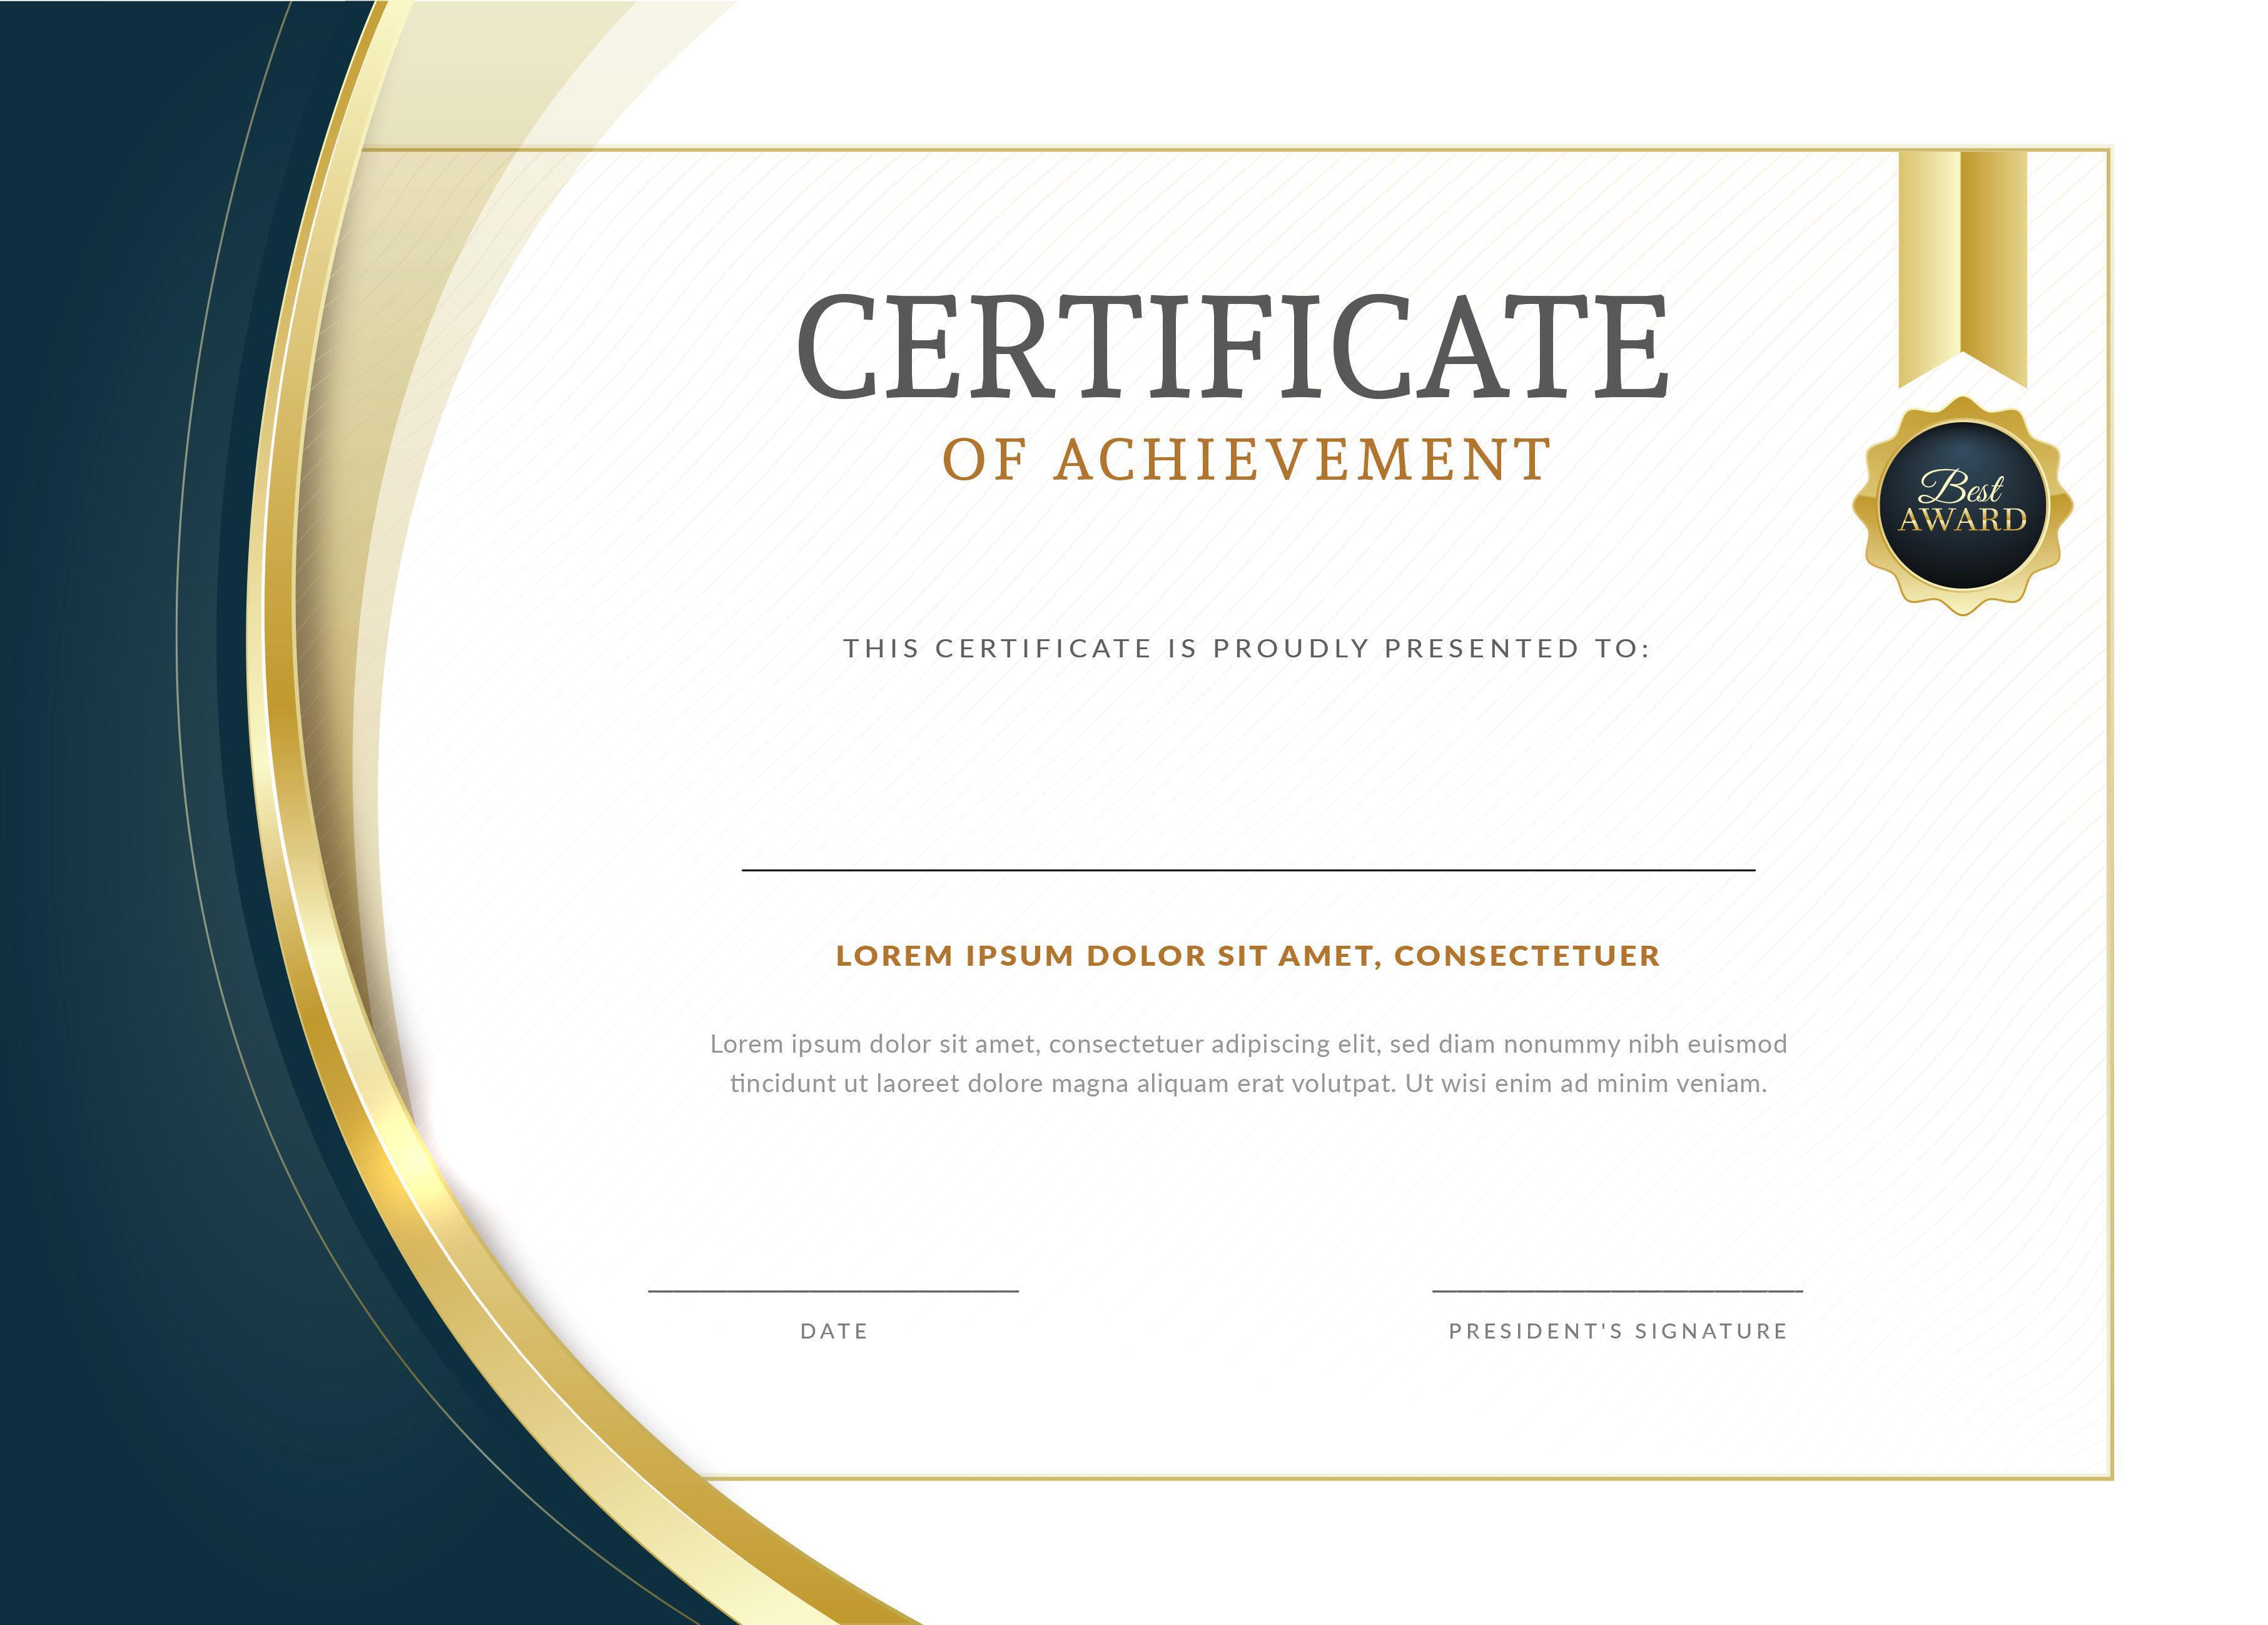 CERTIFICATE
OF ACHIEVEMENT
Best
AWARD
THIS CERTIFICATE IS PROUDLY PRESENTED TO:
LOREM IPSUM DOLOR SIT AMET, CONSECTETUER
Lorem ipsum dolor sit amet, consectetuer adipiscing elit, sed diam nonummy nibh euismod
tincidunt ut laoreet dolore magna aliquam erat volutpat. Ut wisi enim ad minim veniam.
DATE
PRESIDENT'S SIGNATURE